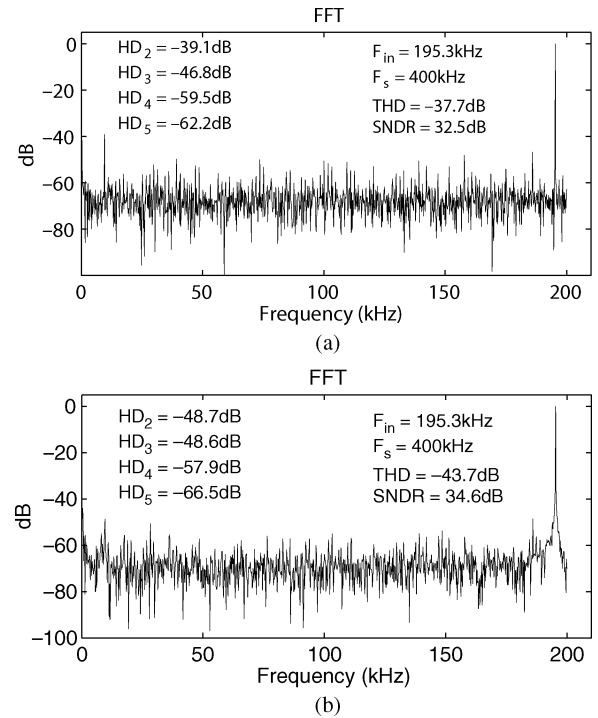 FFT
HD2 = −39.1dB
HD3 = −46.8dB
HD4 = −59.5dB
HD5 = −62.2dB
Fin = 195.3kHz
Fs = 400kHz
THD = −37.7dB
SNDR = 32.5dB
dB
0
−20
−40
−60
−80
0 50 100 150 200
Frequency (kHz)
(a)
FFT
HD2 = −48.7dB
HD3 = −48.6dB
HD4 = −57.9dB
HD5 = −66.5dB
Fin = 195.3kHz
Fs = 400kHz
THD = −43.7dB
SNDR = 34.6dB
dB
0
−20
−40
−60
−80
−100
0 50 100 150 200
Frequency (kHz)
(b)